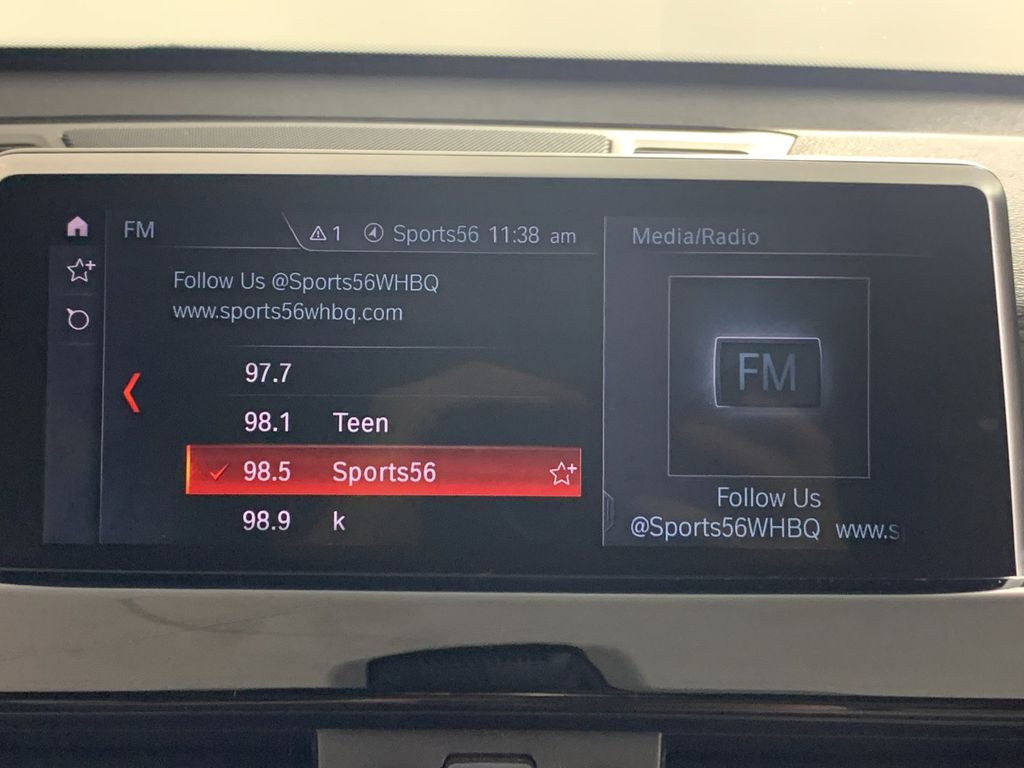 FM
1 Sports56 11:38 am
Follow Us @Sports56WHBQ
www.sports56whbq.com
97.7
98.1 Teen
98.5 Sports56
98.9 k
Media/Radio
FM
Follow Us
@Sports56WHBQ www.s